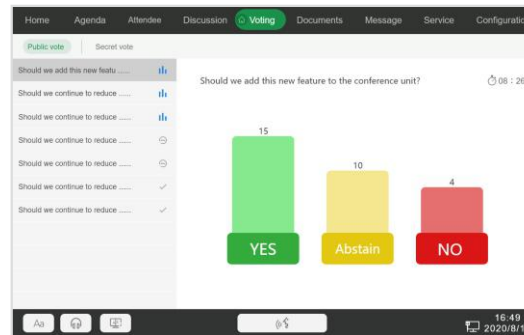 Home Agenda Attendee Discussion Voting Documents Message Service Configuratio
Public vote Secret vote
Should we add this new featu ......
Should we continue to reduce ......
Should we continue to reduce ......
Should we continue to reduce ......
Should we continue to reduce ......
Should we continue to reduce ......
Should we continue to reduce ......
Should we add this new feature to the conference unit?
08 : 26
15
10
4
YES
Abstain
NO
Aa
16:49
2020/8/1